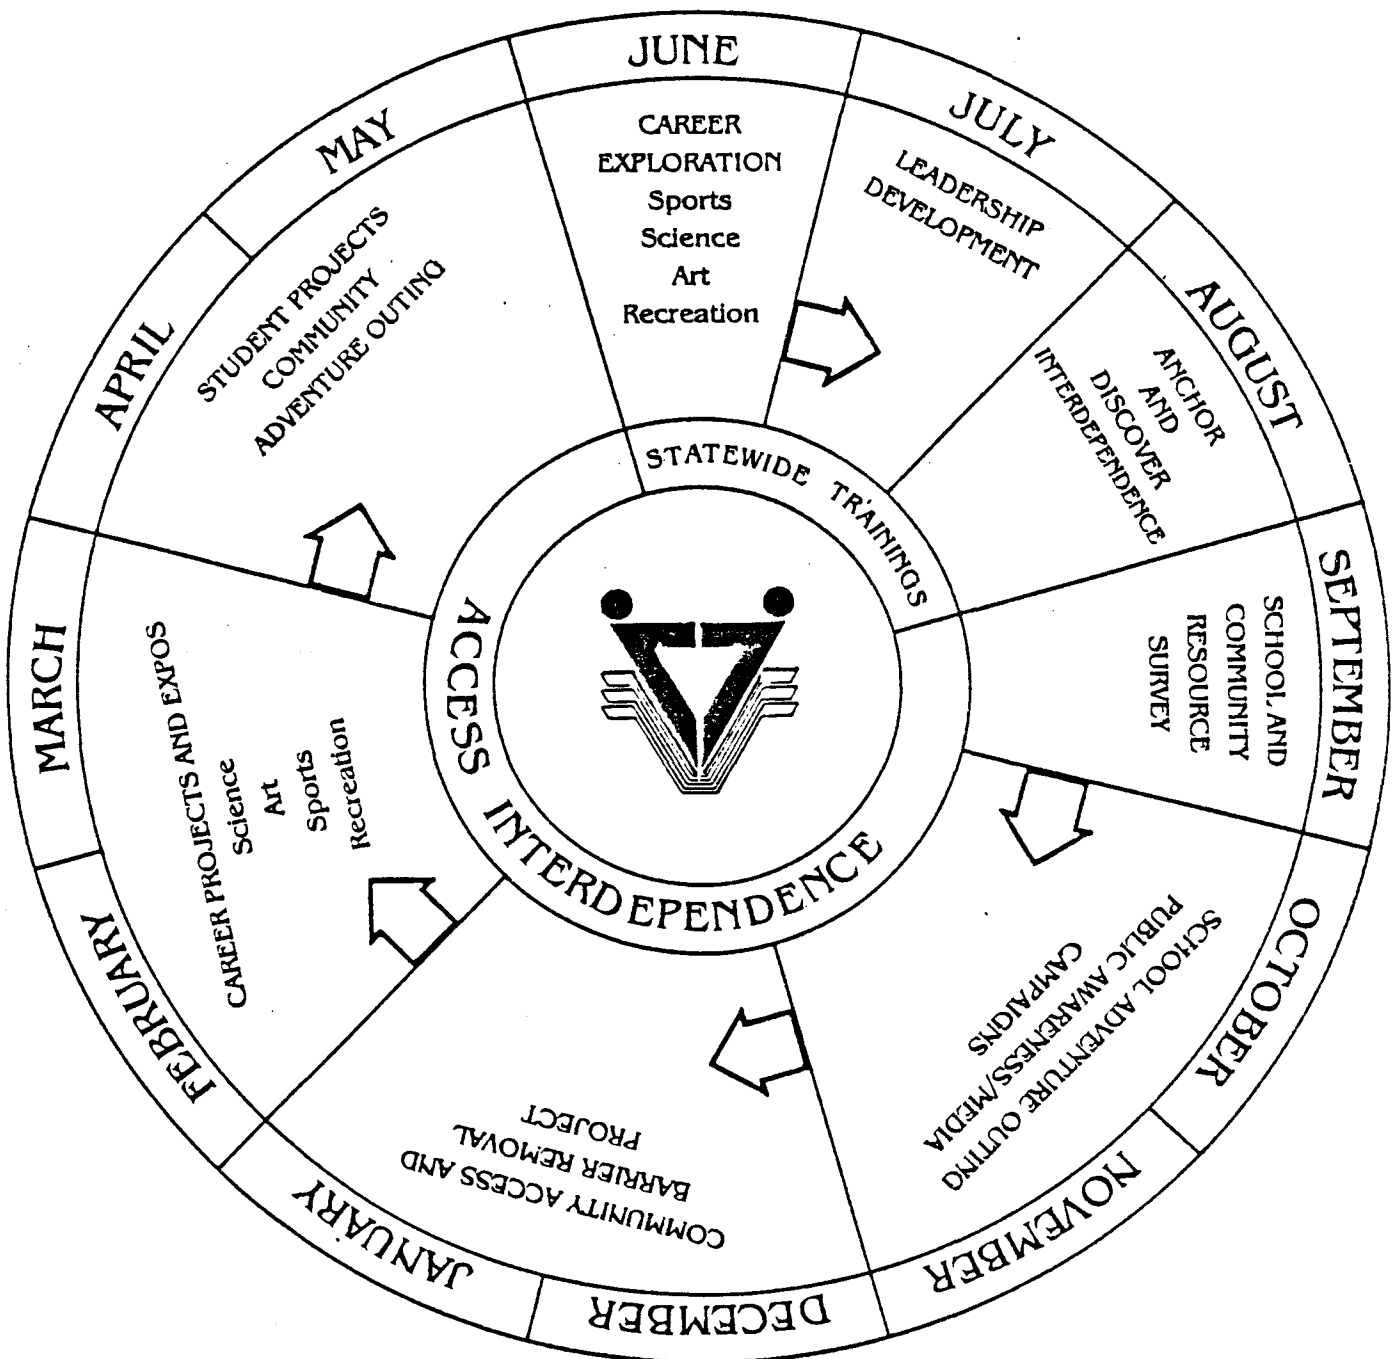 JUNE
CAREER
EXPLORATION
Sports
Science
Art
Recreation
JULY
LEADERSHIP
DEVELOPMENT
AUGUST
ANCHOR
AND
DISCOVER
INTERDEPENDENCE
SEPTEMBER
SCHOOL AND
COMMUNITY
RESOURCE
SURVEY
OCTOBER
NOVEMBER
SCHOOL ADVENTURE OUTING
PUBLIC AWARENESS/MEDIA
CAMPAIGNS
DECEMBER
JANUARY
COMMUNITY ACCESS AND
BARRIER REMOVAL
PROJECT
FEBRUARY
MARCH
CAREER PROJECTS AND EXPOS
Science
Art
Sports
Recreation
APRIL
MAY
STUDENT PROJECTS
COMMUNITY
ADVENTURE OUTING
STATEWIDE TRAININGS
ACCESS INTERDEPENDENCE